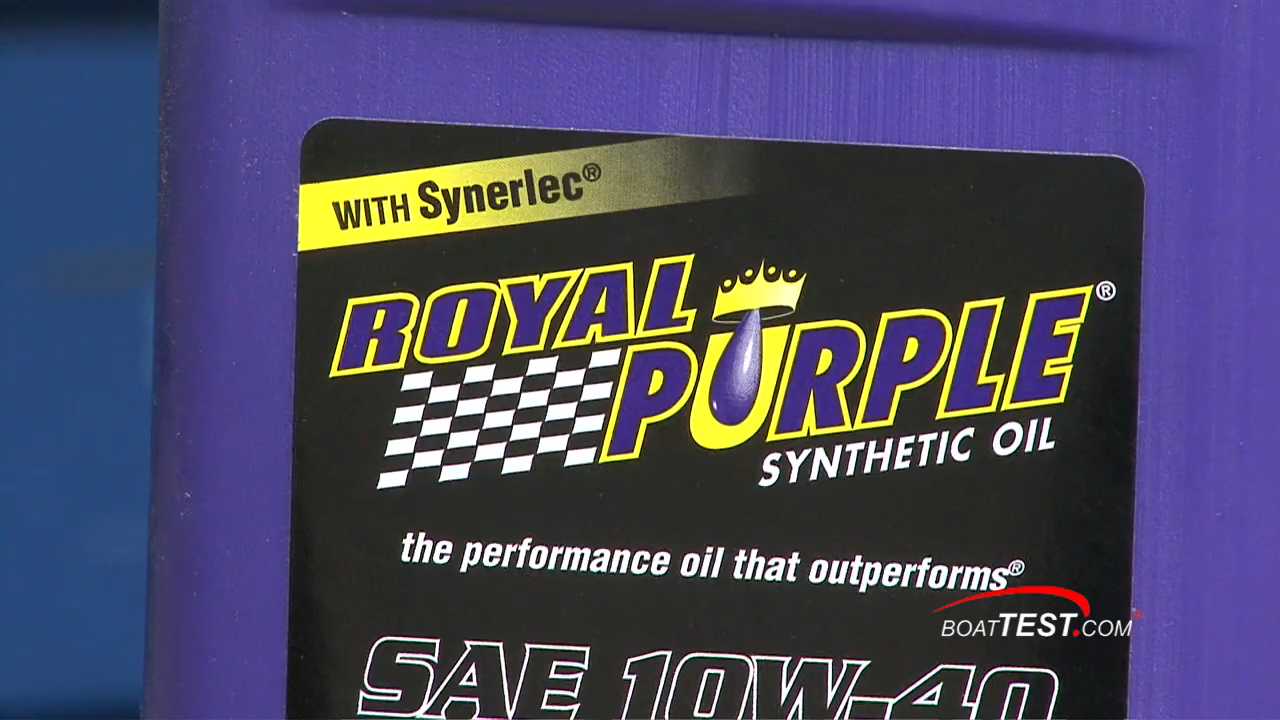 WITH Synerlec®
ROYAL
PURPLE®
SYNTHETIC OIL
the performance oil that outperforms®
BOATTEST.COM
SAE 10W-40